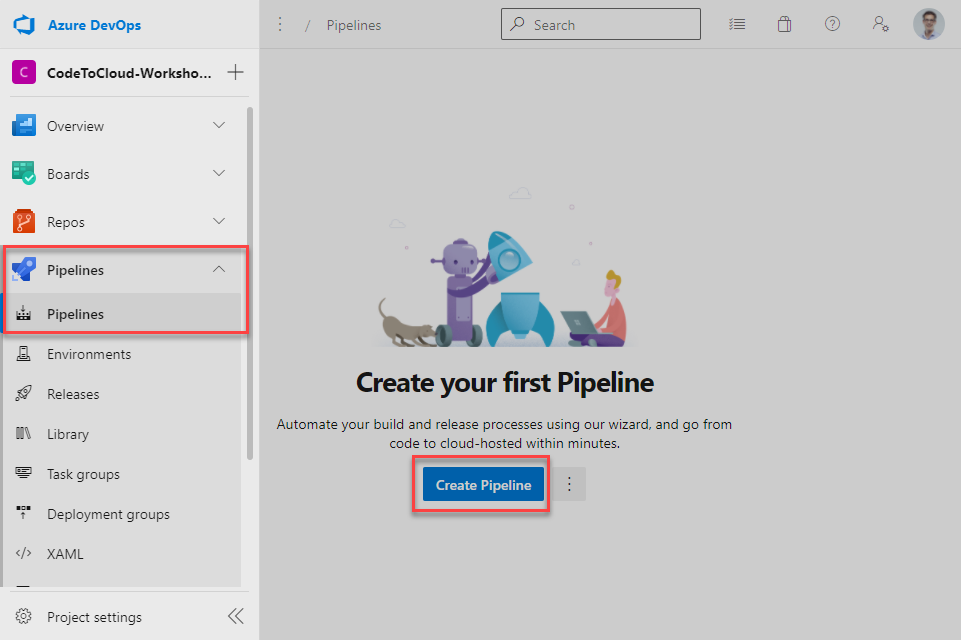 Azure DevOps
/ Pipelines
Search
C
CodeToCloud-Worksho...
Overview
Boards
Repos
Pipelines
Pipelines
Environments
Releases
Library
Task groups
Deployment groups
XAML
Project settings
Create your first Pipeline
Automate your build and release processes using our wizard, and go from
code to cloud-hosted within minutes.
Create Pipeline